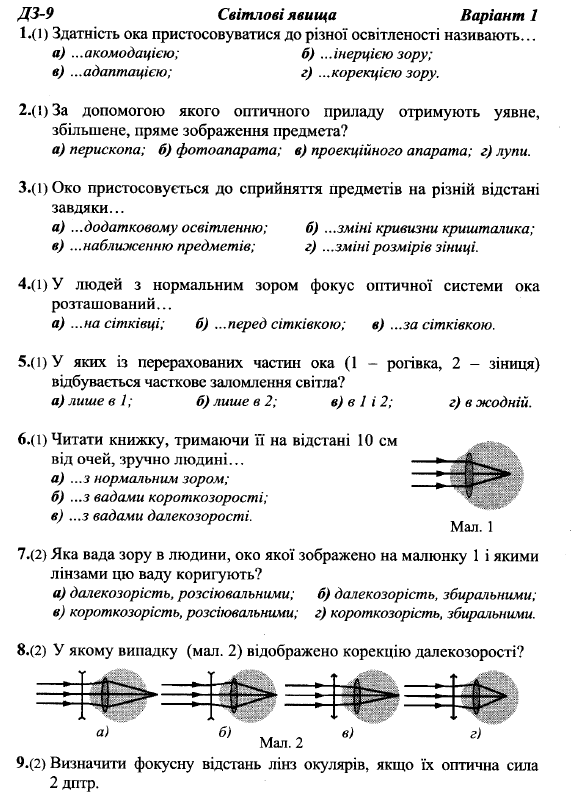 ДЗ-9 Світлові явища Варіант 1
1.(1) Здатність ока пристосовуватися до різної освітленості називають…
а) …акомодацією; б) …інерцією зору;
в) …адаптацією; г) …корекцією зору.
2.(1) За допомогою якого оптичного приладу отримують уявне,
збільшене, пряме зображення предмета?
а) перископа; б) фотоапарата; в) проекційного апарата; г) лупи.
3.(1) Око пристосовується до сприйняття предметів на різній відстані
завдяки…
а) …додатковому освітленню; б) …зміні кривизни кришталика;
в) …наближенню предметів; г) …зміні розмірів зіниці.
4.(1) У людей з нормальним зором фокус оптичної системи ока
розташований…
а) …на сітківці; б) …перед сітківкою; в) …за сітківкою.
5.(1) У яких із перерахованих частин ока (1 – рогівка, 2 – зіниця)
відбувається часткове заломлення світла?
а) лише в 1; б) лише в 2; в) в 1 і 2; г) в жодній.
6.(1) Читати книжку, тримаючи її на відстані 10 см
від очей, зручно людині…
а) …з нормальним зором;
б) …з вадами короткозорості;
в) …з вадами далекозорості.
Мал. 1
7.(2) Яка вада зору в людини, око якої зображено на малюнку 1 і якими
лінзами цю ваду коригують?
а) далекозорість, розсіювальними; б) далекозорість, збиральними;
в) короткозорість, розсіювальними; г) короткозорість, збиральними.
8.(2) У якому випадку (мал. 2) відображено корекцію далекозорості?
а) б) в) г)
Мал. 2
9.(2) Визначити фокусну відстань лінз окулярів, якщо їх оптична сила
2 дптр.